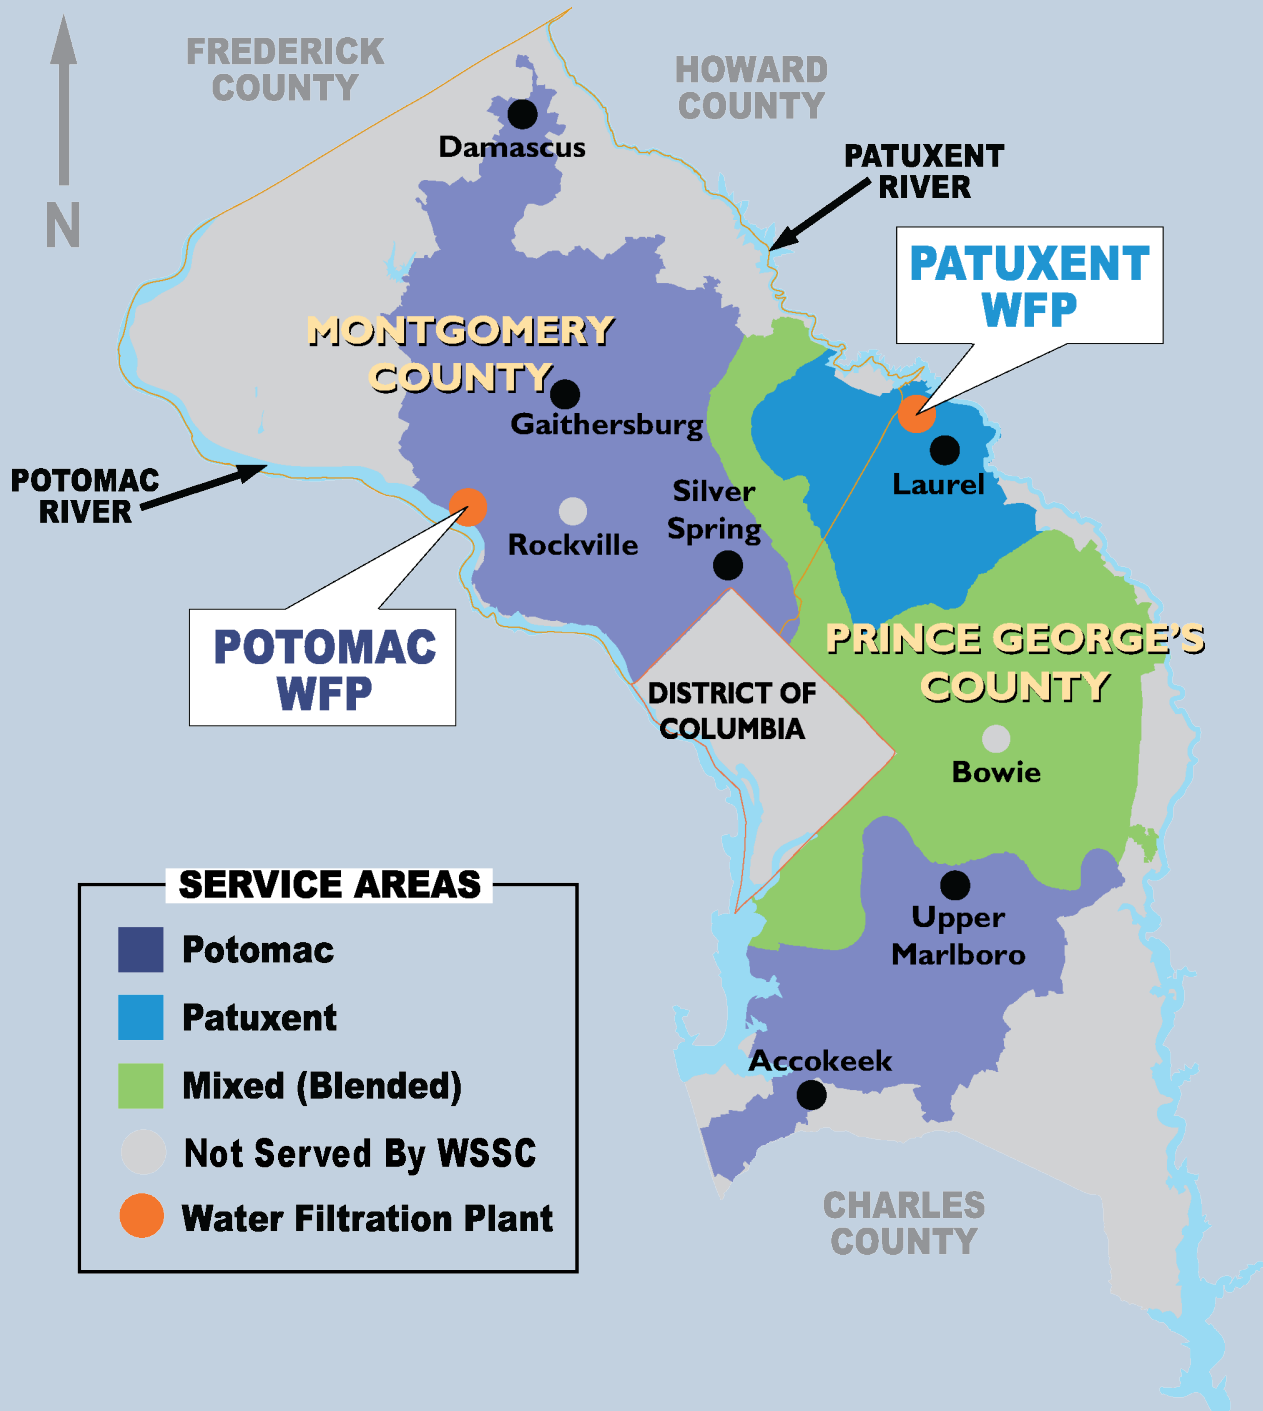 FREDERICK
COUNTY
HOWARD
COUNTY
N
Damascus
PATUXENT
RIVER
PATUXENT
WFP
MONTGOMERY
COUNTY
Gaithersburg
POTOMAC
RIVER
Laurel
Silver
Spring
Rockville
POTOMAC
WFP
PRINCE GEORGE'S
COUNTY
DISTRICT OF
COLUMBIA
Bowie
Upper
Marlboro
Accokeek
SERVICE AREAS
Potomac
Patuxent
Mixed (Blended)
Not Served By WSSC
Water Filtration Plant
CHARLES
COUNTY